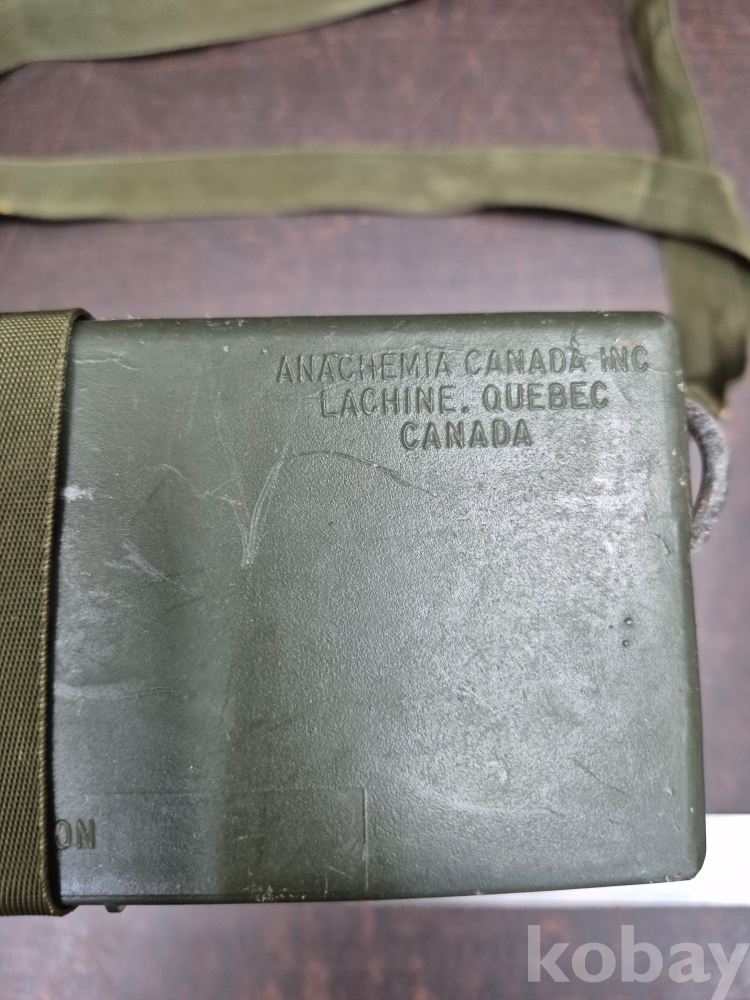 ANACHEMIA CANADA INC
LACHINE. QUEBEC
CANADA
ON
kobay